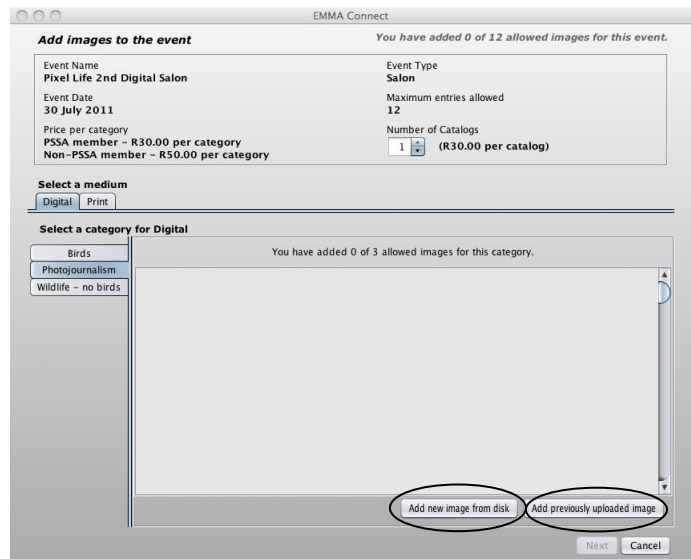 EMMA Connect
Add images to the event
You have added 0 of 12 allowed images for this event.
Event Name
Pixel Life 2nd Digital Salon
Event Type
Salon
Event Date
30 July 2011
Maximum entries allowed
12
Price per category
PSSA member – R30.00 per category
Non-PSSA member – R50.00 per category
Number of Catalogs
1 (R30.00 per catalog)
Select a medium
Digital Print
Select a category for Digital
Birds
Photojournalism
Wildlife – no birds
You have added 0 of 3 allowed images for this category.
Add new image from disk Add previously uploaded image
Next Cancel